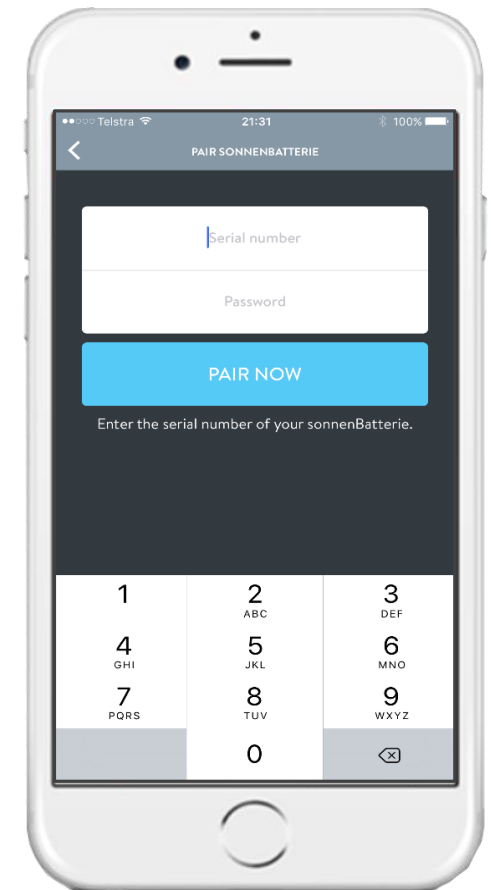 Telstra 21:31 100%
PAIR SONNENBATTERIE
Serial number
Password
PAIR NOW
Enter the serial number of your sonnenBatterie.
1 2 3
ABC DEF
4 5 6
GHI JKL MNO
7 8 9
PQRS TUV WXYZ
0